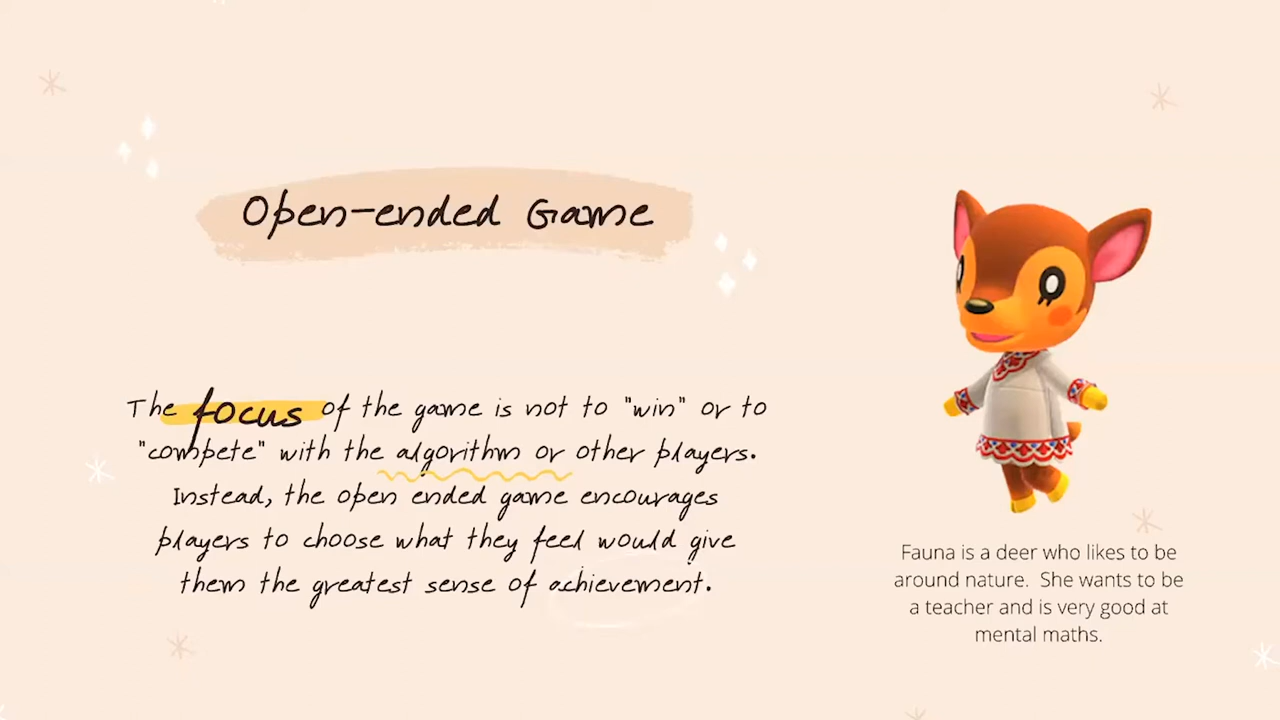 Open-ended Game
The focus of the game is not to "win" or to
"compete" with the algorithm or other players.
Instead, the open ended game encourages
players to choose what they feel would give
them the greatest sense of achievement.
Fauna is a deer who likes to be
around nature. She wants to be
a teacher and is very good at
mental maths.